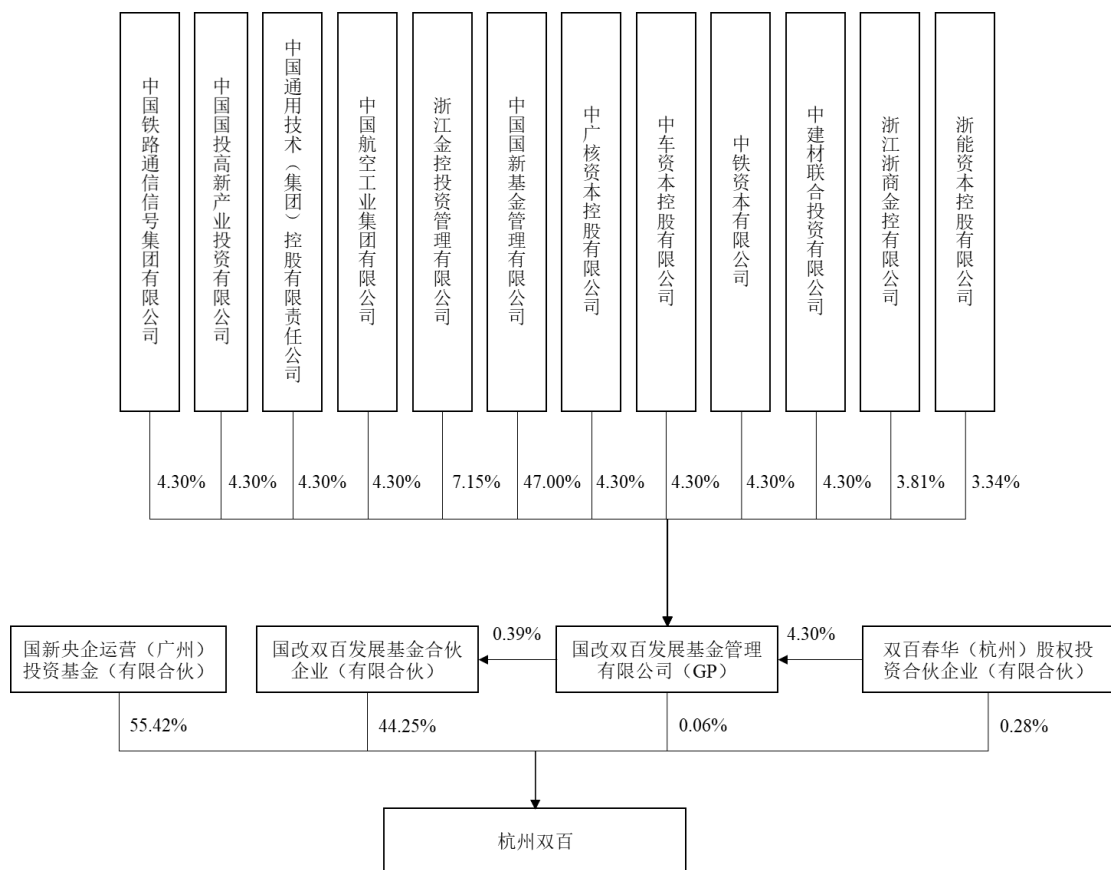 中国铁路通信信号集团有限公司
中国国投高新产业投资有限公司
中国通用技术（集团）控股有限责任公司
中国航空工业集团有限公司
浙江金控投资管理有限公司
中国国新基金管理有限公司
中广核资本控股有限公司
中车资本控股有限公司
中铁资本有限公司
中建材联合投资有限公司
浙江浙商金控有限公司
浙能资本控股有限公司
4.30%
4.30%
4.30%
4.30%
7.15%
47.00%
4.30%
4.30%
4.30%
4.30%
3.81%
3.34%
国新央企运营（广州）
投资基金（有限合伙）
国改双百发展基金合伙
企业（有限合伙）
0.39%
国改双百发展基金管理
有限公司（GP）
4.30%
双百春华（杭州）股权投
资合伙企业（有限合伙）
55.42%
44.25%
0.06%
0.28%
杭州双百